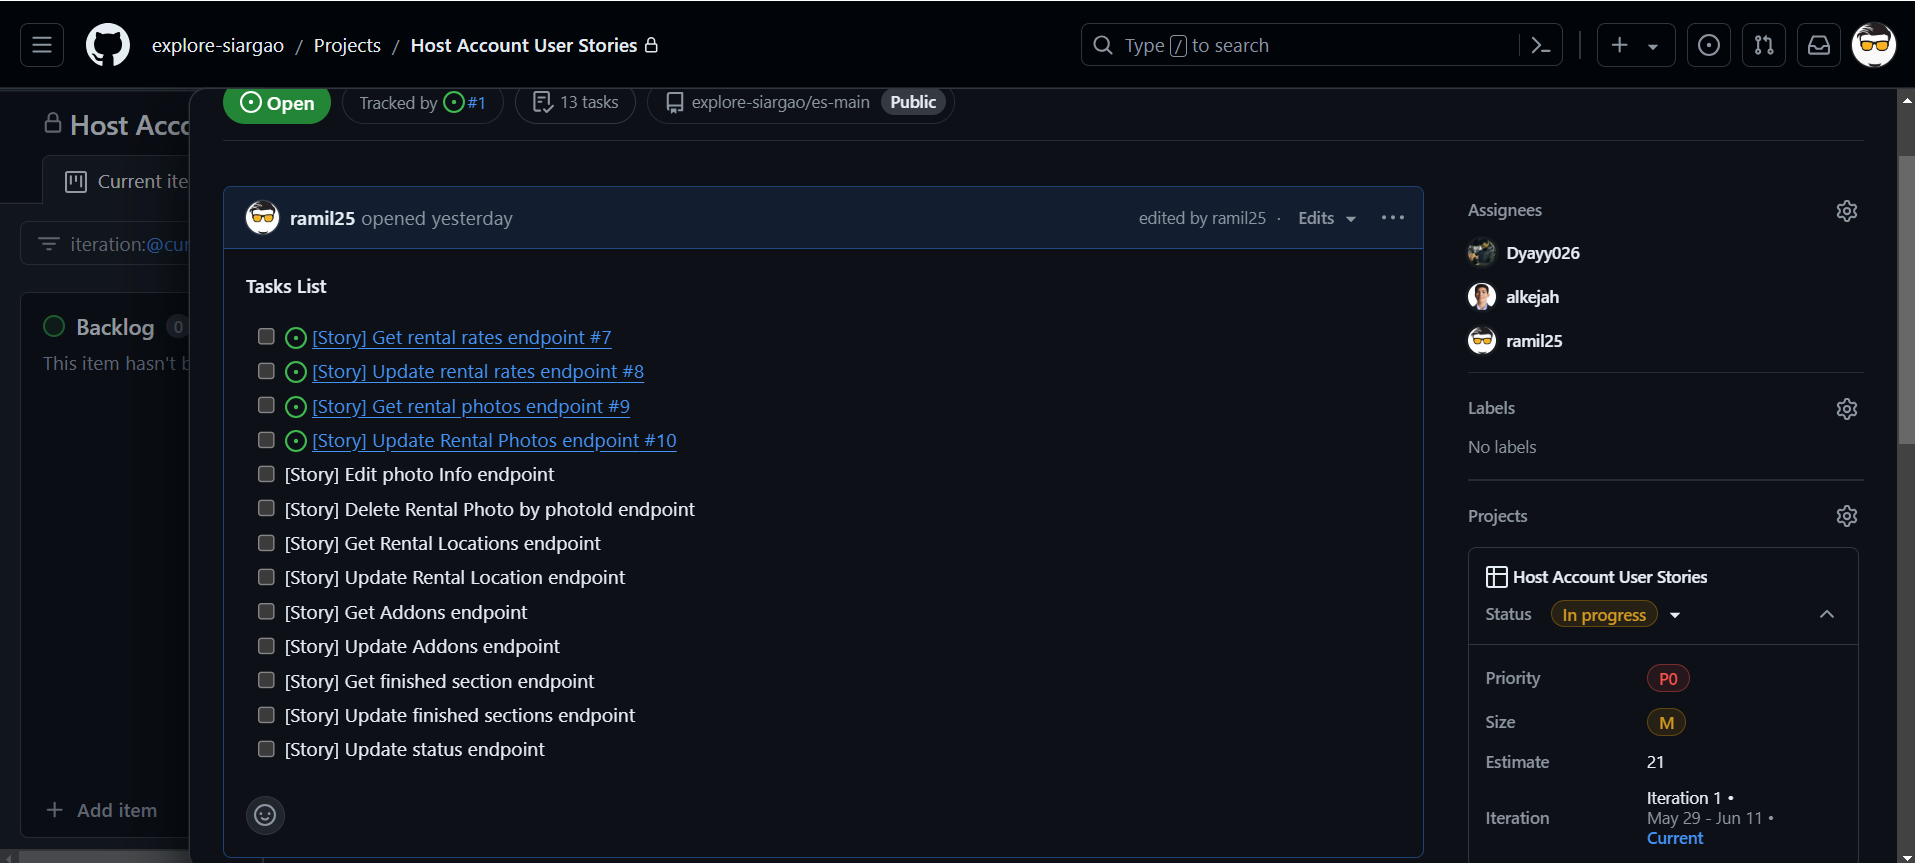 explore-siargao / Projects / Host Account User Stories
Type / to search
Open
Tracked by #1
13 tasks
explore-siargao/es-main Public
Host Acco
Current ite
iteration:@cur
Backlog 0
This item hasn't b
Add item
ramil25 opened yesterday
edited by ramil25 · Edits
Tasks List
[Story] Get rental rates endpoint #7
[Story] Update rental rates endpoint #8
[Story] Get rental photos endpoint #9
[Story] Update Rental Photos endpoint #10
[Story] Edit photo Info endpoint
[Story] Delete Rental Photo by photoId endpoint
[Story] Get Rental Locations endpoint
[Story] Update Rental Location endpoint
[Story] Get Addons endpoint
[Story] Update Addons endpoint
[Story] Get finished section endpoint
[Story] Update finished sections endpoint
[Story] Update status endpoint
Assignees
Dyayy026
alkejah
ramil25
Labels
No labels
Projects
Host Account User Stories
Status In progress
Priority P0
Size M
Estimate 21
Iteration Iteration 1 •
May 29 - Jun 11 •
Current